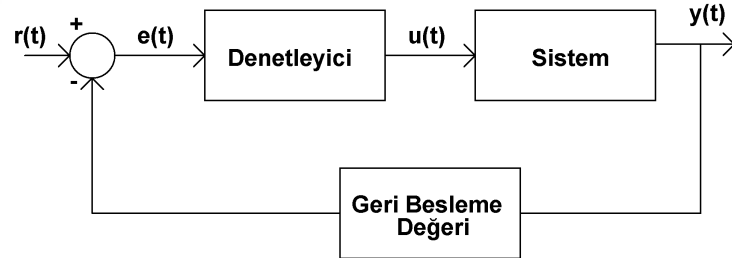 r(t)
+
-
e(t)
Denetleyici
u(t)
Sistem
y(t)
Geri Besleme
Değeri